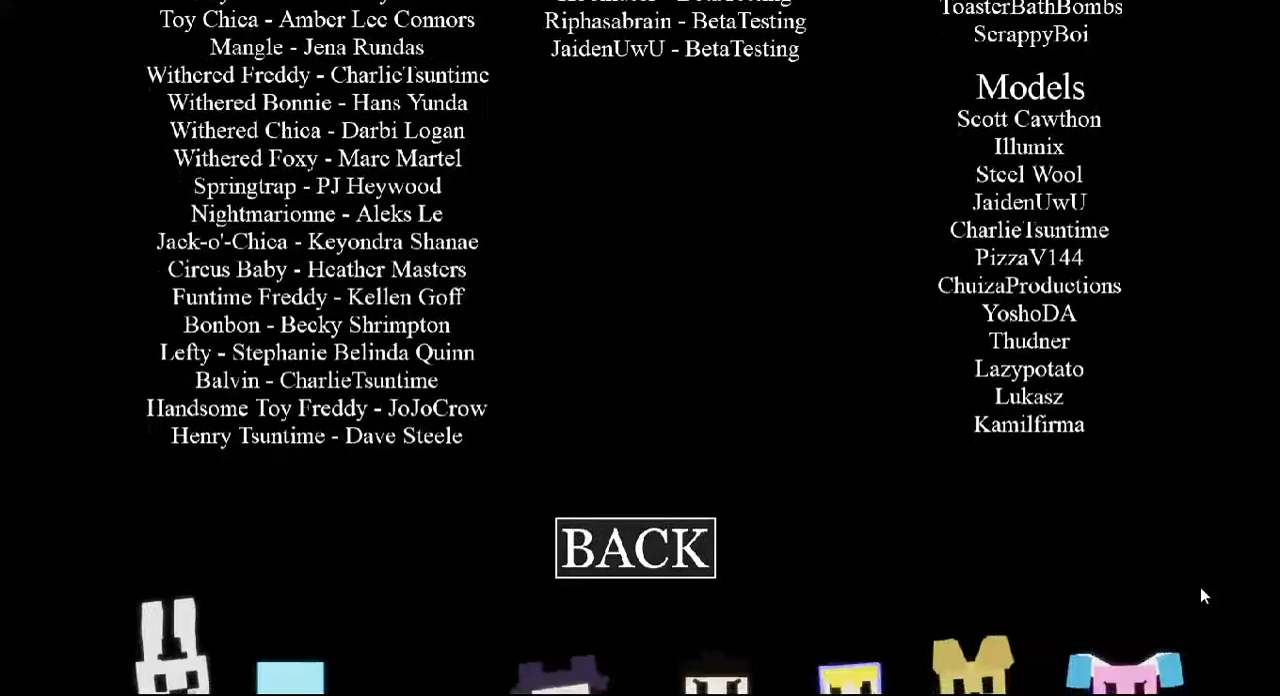 Toy Chica - Amber Lee Connors
Mangle - Jena Rundas
Withered Freddy - CharlieTsuntime
Withered Bonnie - Hans Yunda
Withered Chica - Darbi Logan
Withered Foxy - Marc Martel
Springtrap - PJ Heywood
Nightmarionne - Aleks Le
Jack-o'-Chica - Keyondra Shanae
Circus Baby - Heather Masters
Funtime Freddy - Kellen Goff
Bonbon - Becky Shrimpton
Lefty - Stephanie Belinda Quinn
Balvin - CharlieTsuntime
Handsome Toy Freddy - JoJoCrow
Henry Tsuntime - Dave Steele
Riphasabrain - BetaTesting
JaidenUwU - BetaTesting
ToasterBathBombs
ScrappyBoi
Models
Scott Cawthon
Illumix
Steel Wool
JaidenUwU
CharlieTsuntime
PizzaV144
ChuizaProductions
YoshoDA
Thudner
Lazypotato
Lukasz
Kamilfirma
BACK